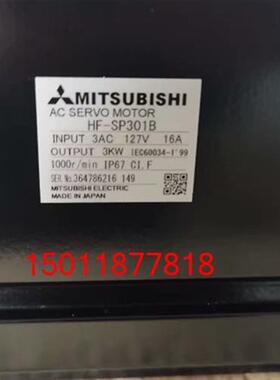 MITSUBISHI
AC SERVO MOTOR
HF-SP301B
INPUT 3AC 127V 16A
OUTPUT 3KW IEC60034-1'99
1000r/min IP67 CI.F
SER.No.364786216 149
MITSUBISHI ELECTRIC
MADE IN JAPAN
15011877818